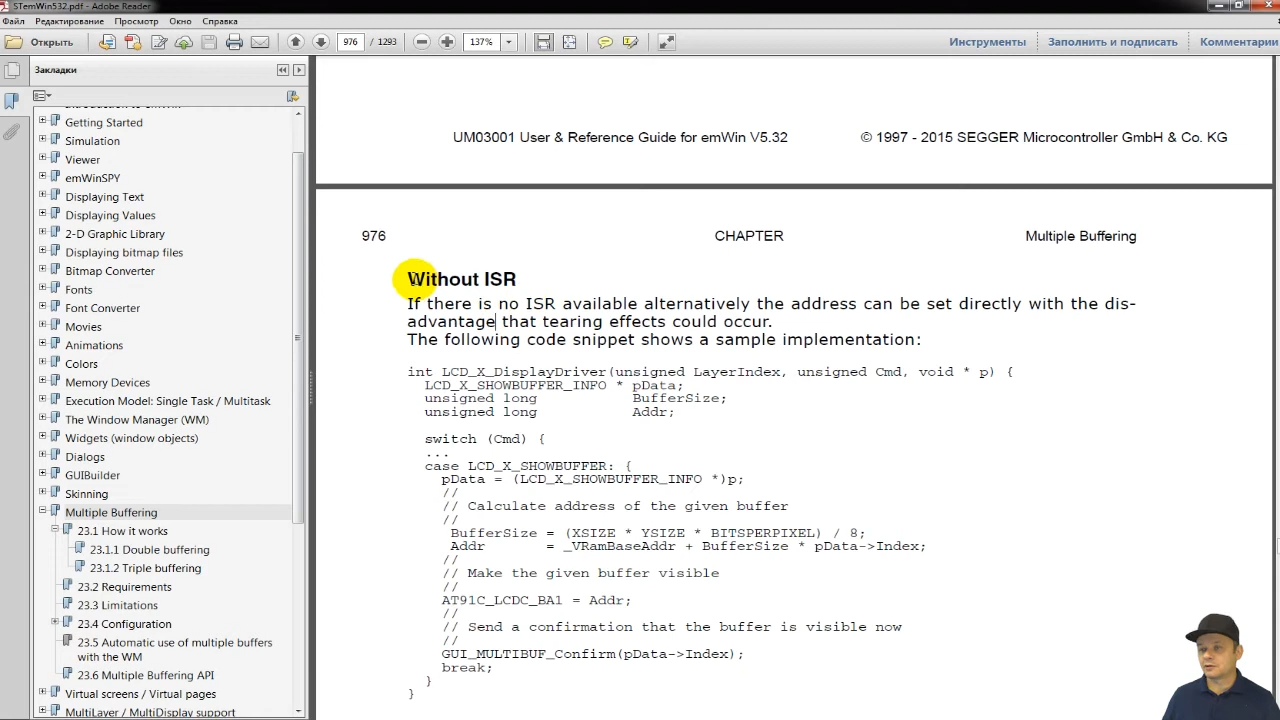 STemWin532.pdf - Adobe Reader
Файл Редактирование Просмотр Окно Справка
Открыть 976 / 1293 137% Инструменты Заполнить и подписать Комментарии
Закладки
Getting Started
Simulation
Viewer
emWinSPY
Displaying Text
Displaying Values
2-D Graphic Library
Displaying bitmap files
Bitmap Converter
Fonts
Font Converter
Movies
Animations
Colors
Memory Devices
Execution Model: Single Task / Multitask
The Window Manager (WM)
Widgets (window objects)
Dialogs
GUIBuilder
Skinning
Multiple Buffering
23.1 How it works
23.1.1 Double buffering
23.1.2 Triple buffering
23.2 Requirements
23.3 Limitations
23.4 Configuration
23.5 Automatic use of multiple buffers
with the WM
23.6 Multiple Buffering API
Virtual screens / Virtual pages
MultiLayer / MultiDisplay support
UM03001 User & Reference Guide for emWin V5.32 © 1997 - 2015 SEGGER Microcontroller GmbH & Co. KG
976 CHAPTER Multiple Buffering
Without ISR
If there is no ISR available alternatively the address can be set directly with the dis-
advantage that tearing effects could occur.
The following code snippet shows a sample implementation:
int LCD_X_DisplayDriver(unsigned LayerIndex, unsigned Cmd, void * p) {
LCD_X_SHOWBUFFER_INFO * pData;
unsigned long BufferSize;
unsigned long Addr;
switch (Cmd) {
...
case LCD_X_SHOWBUFFER: {
pData = (LCD_X_SHOWBUFFER_INFO *)p;
//
// Calculate address of the given buffer
//
BufferSize = (XSIZE * YSIZE * BITSPERPIXEL) / 8;
Addr = _VRamBaseAddr + BufferSize * pData->Index;
//
// Make the given buffer visible
//
AT91C_LCDC_BA1 = Addr;
//
// Send a confirmation that the buffer is visible now
//
GUI_MULTIBUF_Confirm(pData->Index);
break;
}
}